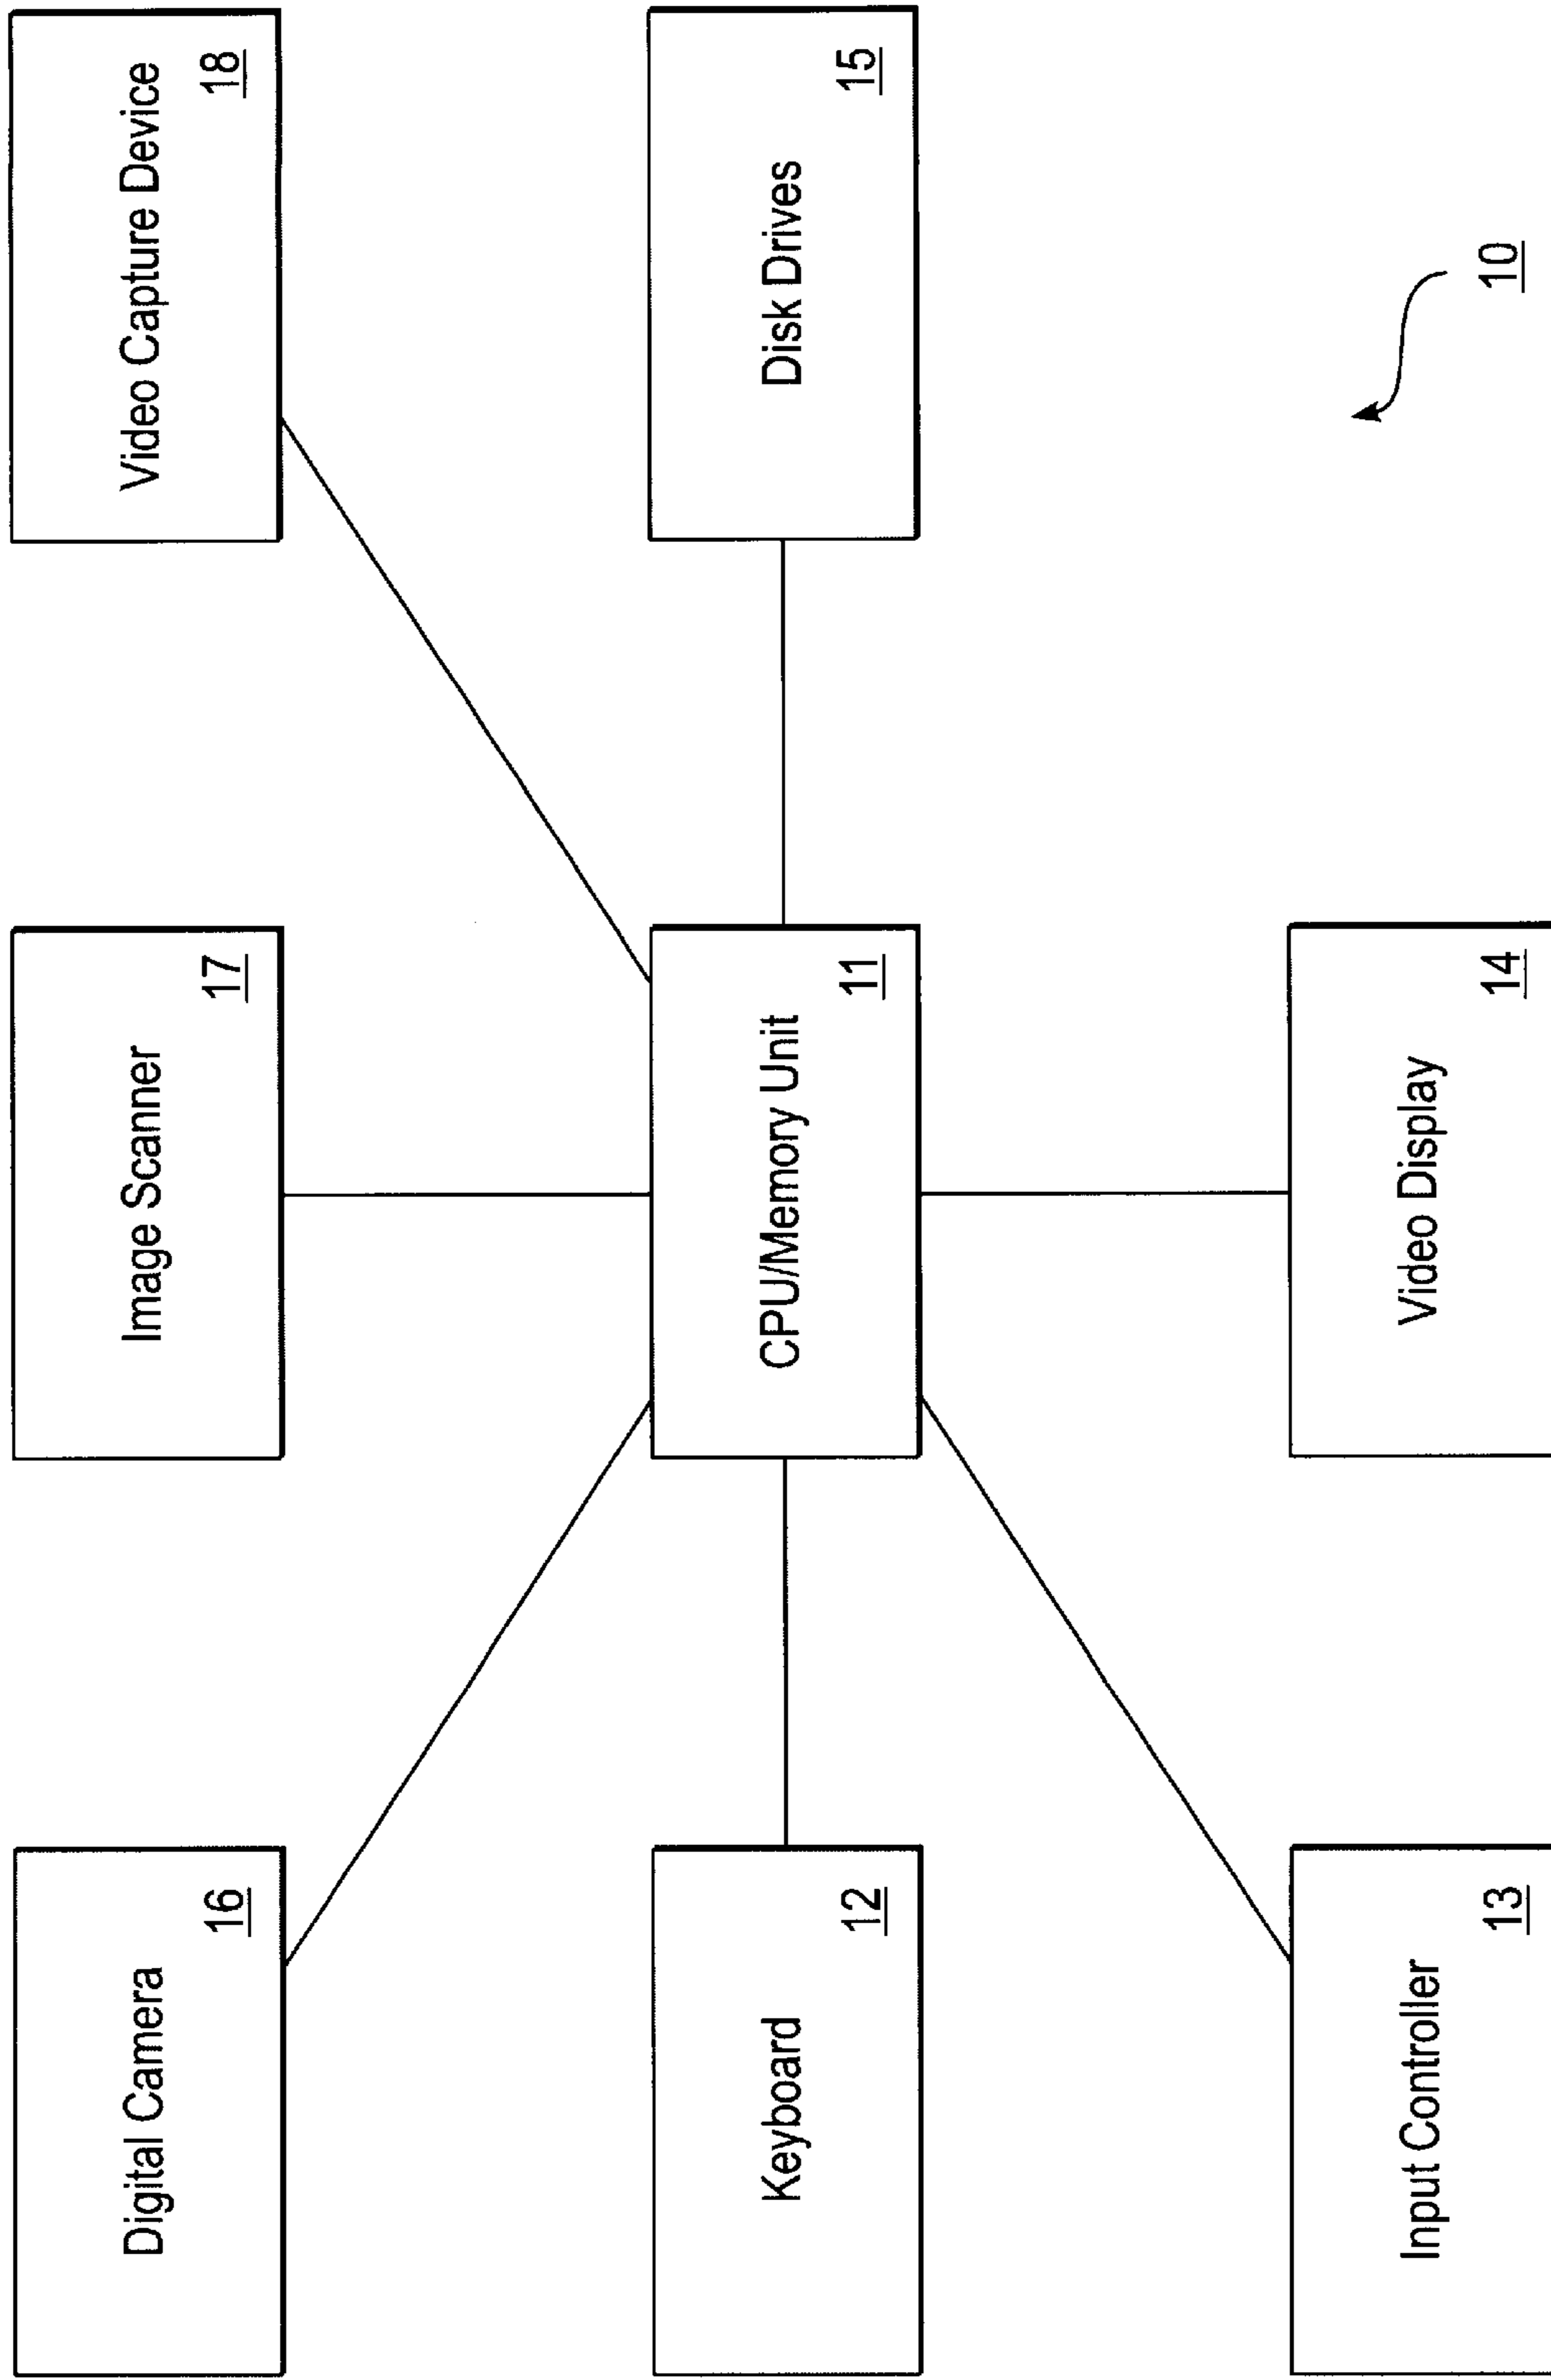 Digital Camera
16
Image Scanner
17
Video Capture Device
18
Keyboard
12
CPU/Memory Unit
11
Disk Drives
15
Input Controller
13
Video Display
14
10